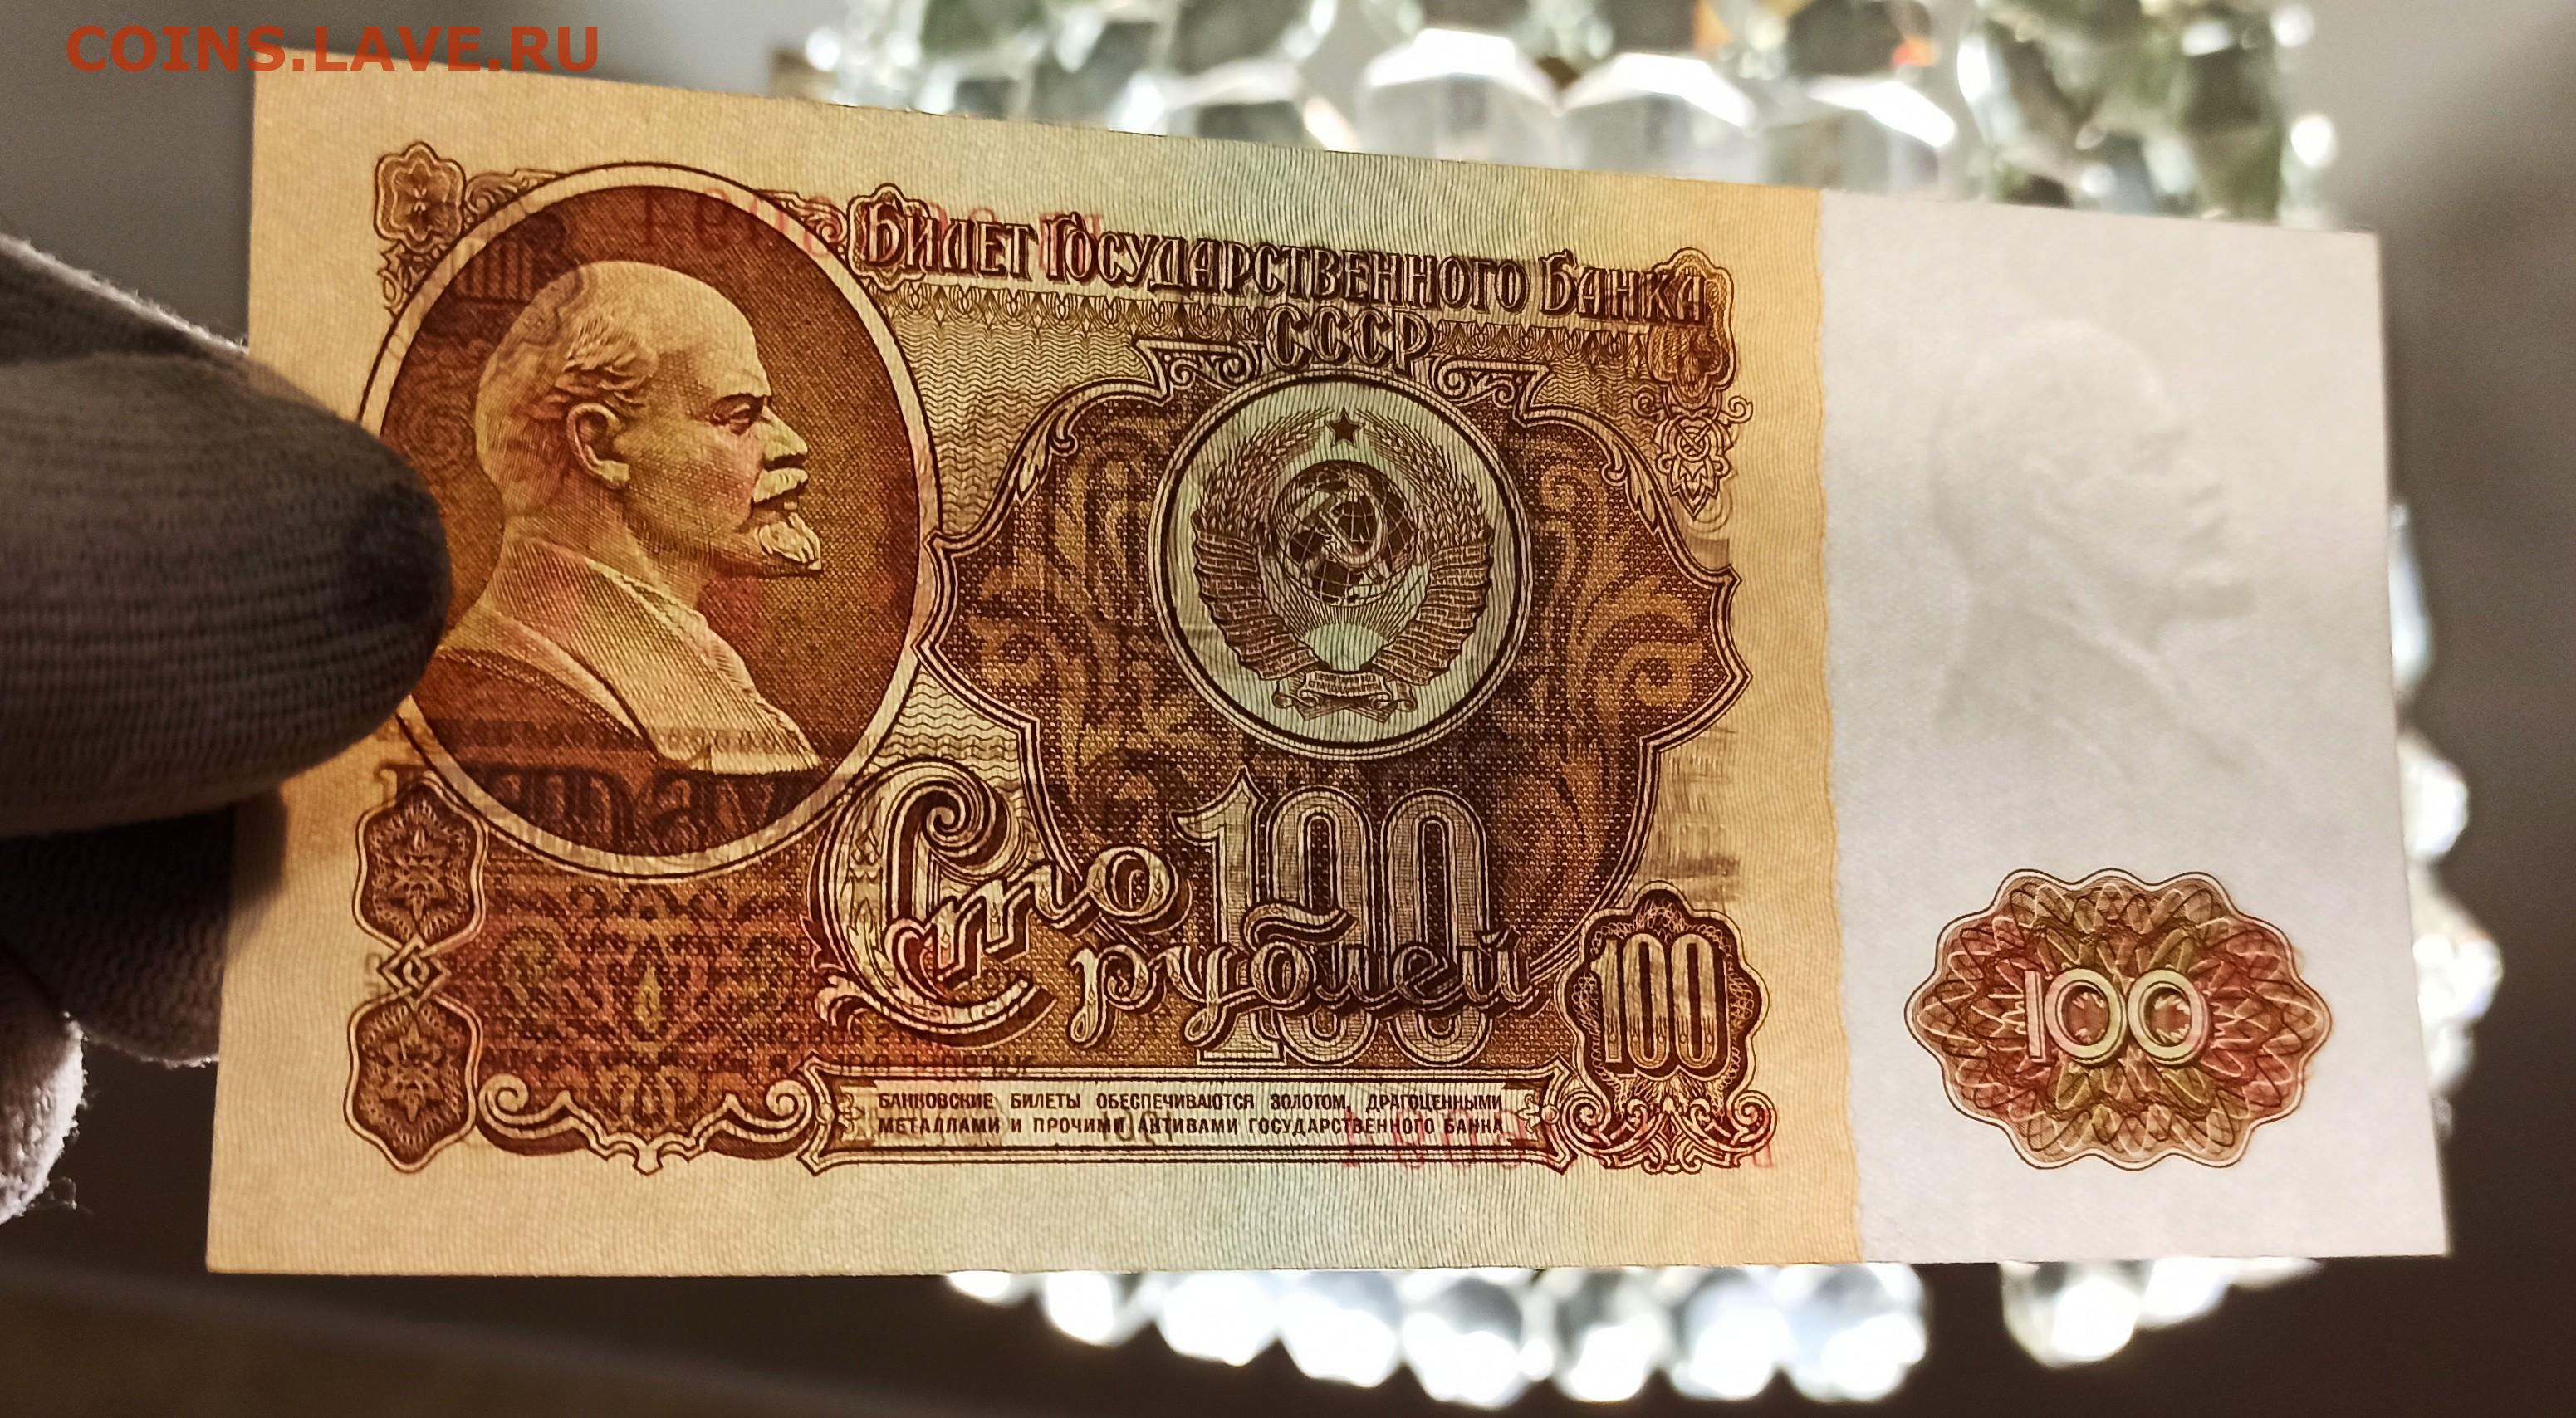 COINS.LAVE.RU
Билет Государственного Банка
СССР
100
Сто
рублей
100
100
БАНКОВСКИЕ БИЛЕТЫ ОБЕСПЕЧИВАЮТСЯ ЗОЛОТОМ, ДРАГОЦЕННЫМИ
МЕТАЛЛАМИ И ПРОЧИМИ АКТИВАМИ ГОСУДАРСТВЕННОГО БАНКА